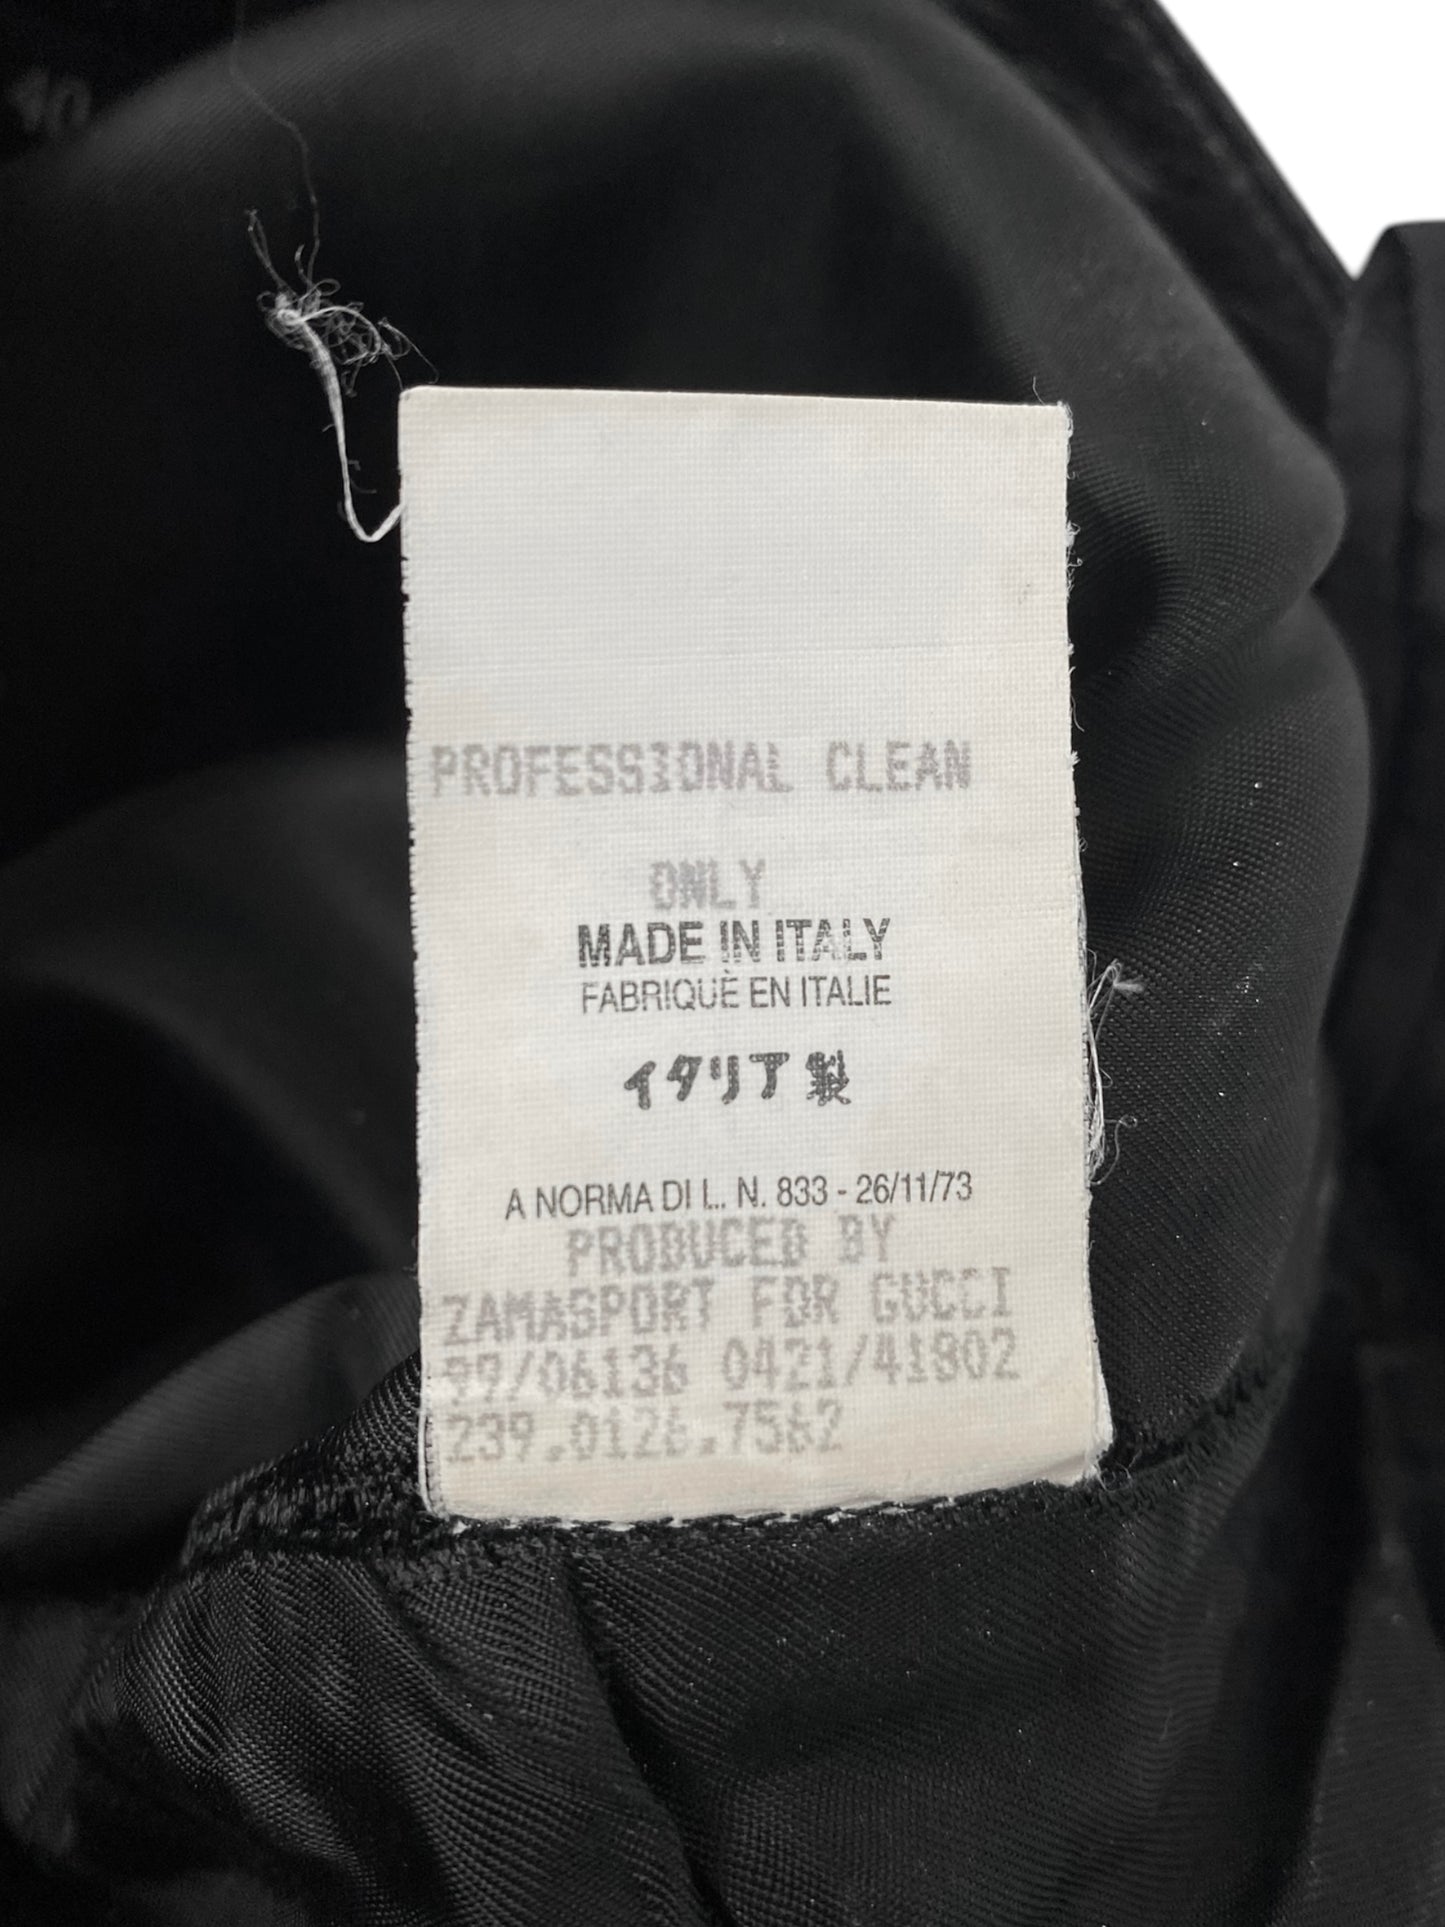 40
PROFESSIONAL CLEAN
ONLY
MADE IN ITALY
FABRIQUÈ EN ITALIE
イタリア製
A NORMA DI L. N. 833 - 26/11/73
PRODUCED BY
ZAMASPORT FOR GUCCI
99/06136 0421/41802
239.0126.7562